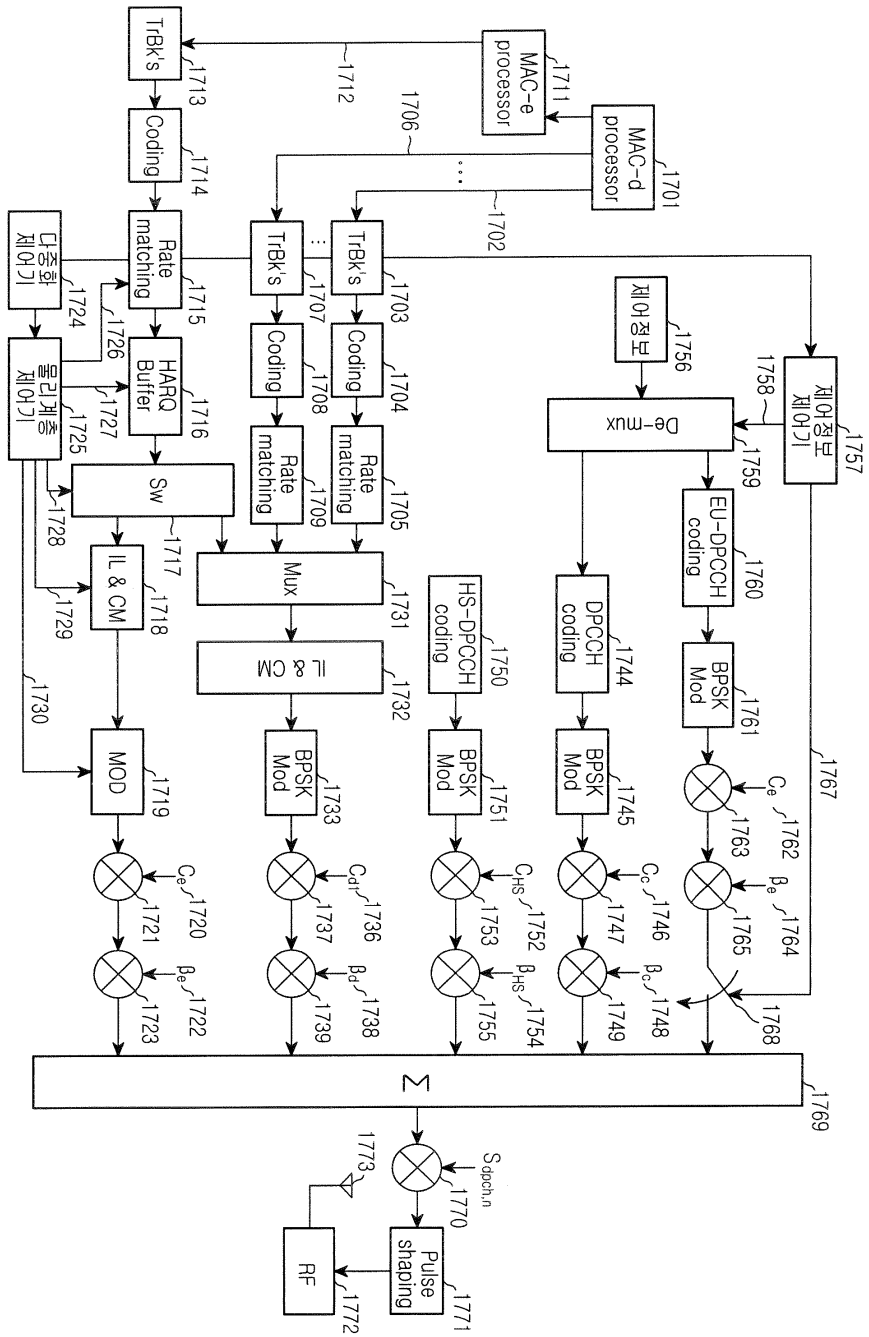 MAC-d
processor
1701
MAC-e
processor
1711
1712
1706
...
1702
TrBk's
1713
Coding
1714
Rate
matching
1715
HARQ
Buffer
1716
Sw
1717
IL & CM
1718
MOD
1719
Ce
1720
1721
βe
1722
1723
다중화
제어기
1724
물리계층
제어기
1725
1726
1727
1728
1729
1730
TrBk's
1703
Coding
1704
Rate
matching
1705
...
TrBk's
1707
Coding
1708
Rate
matching
1709
Mux
1731
IL & CM
1732
BPSK
Mod
1733
Cd1
1736
1737
βd
1738
1739
HS-DPCCH
coding
1750
BPSK
Mod
1751
CHS
1752
1753
βHS
1754
1755
제어정보
1756
제어정보
제어기
1757
1758
De-mux
1759
DPCCH
coding
1744
BPSK
Mod
1745
Cc
1746
1747
βc
1748
1749
EU-DPCCH
coding
1760
BPSK
Mod
1761
Ce
1762
1763
βe
1764
1765
1767
1768
Σ
1769
Sdpch,n
1770
Pulse
shaping
1771
RF
1772
1773